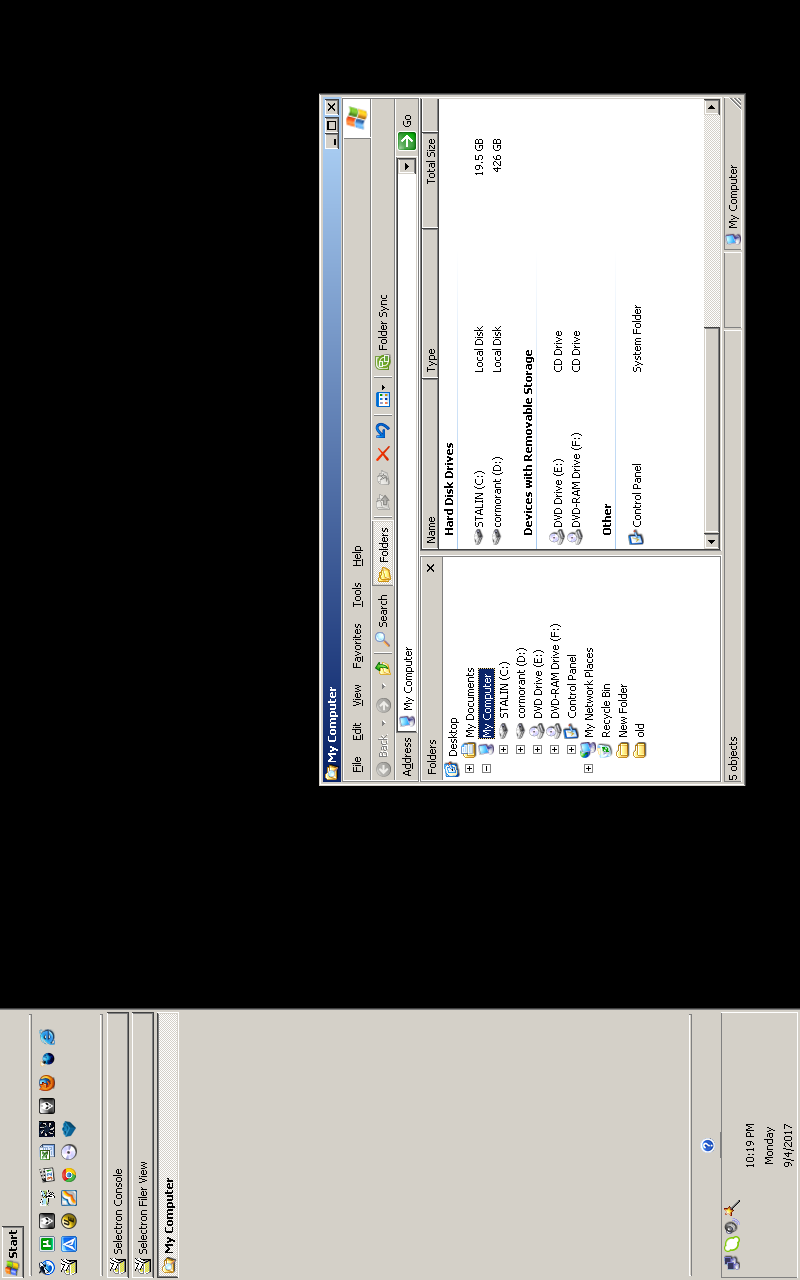 My Computer
File Edit View Favorites Tools Help
Back Search Folders Folder Sync
Address My Computer Go
Folders
Desktop
My Documents
My Computer
STALIN (C:)
cormorant (D:)
DVD Drive (E:)
DVD-RAM Drive (F:)
Control Panel
My Network Places
Recycle Bin
New Folder
old
Name Type Total Size
Hard Disk Drives
STALIN (C:) Local Disk 19.5 GB
cormorant (D:) Local Disk 426 GB
Devices with Removable Storage
DVD Drive (E:) CD Drive
DVD-RAM Drive (F:) CD Drive
Other
Control Panel System Folder
5 objects My Computer
Start
Selectron Console
Selectron Filer View
My Computer
10:19 PM
Monday
9/4/2017